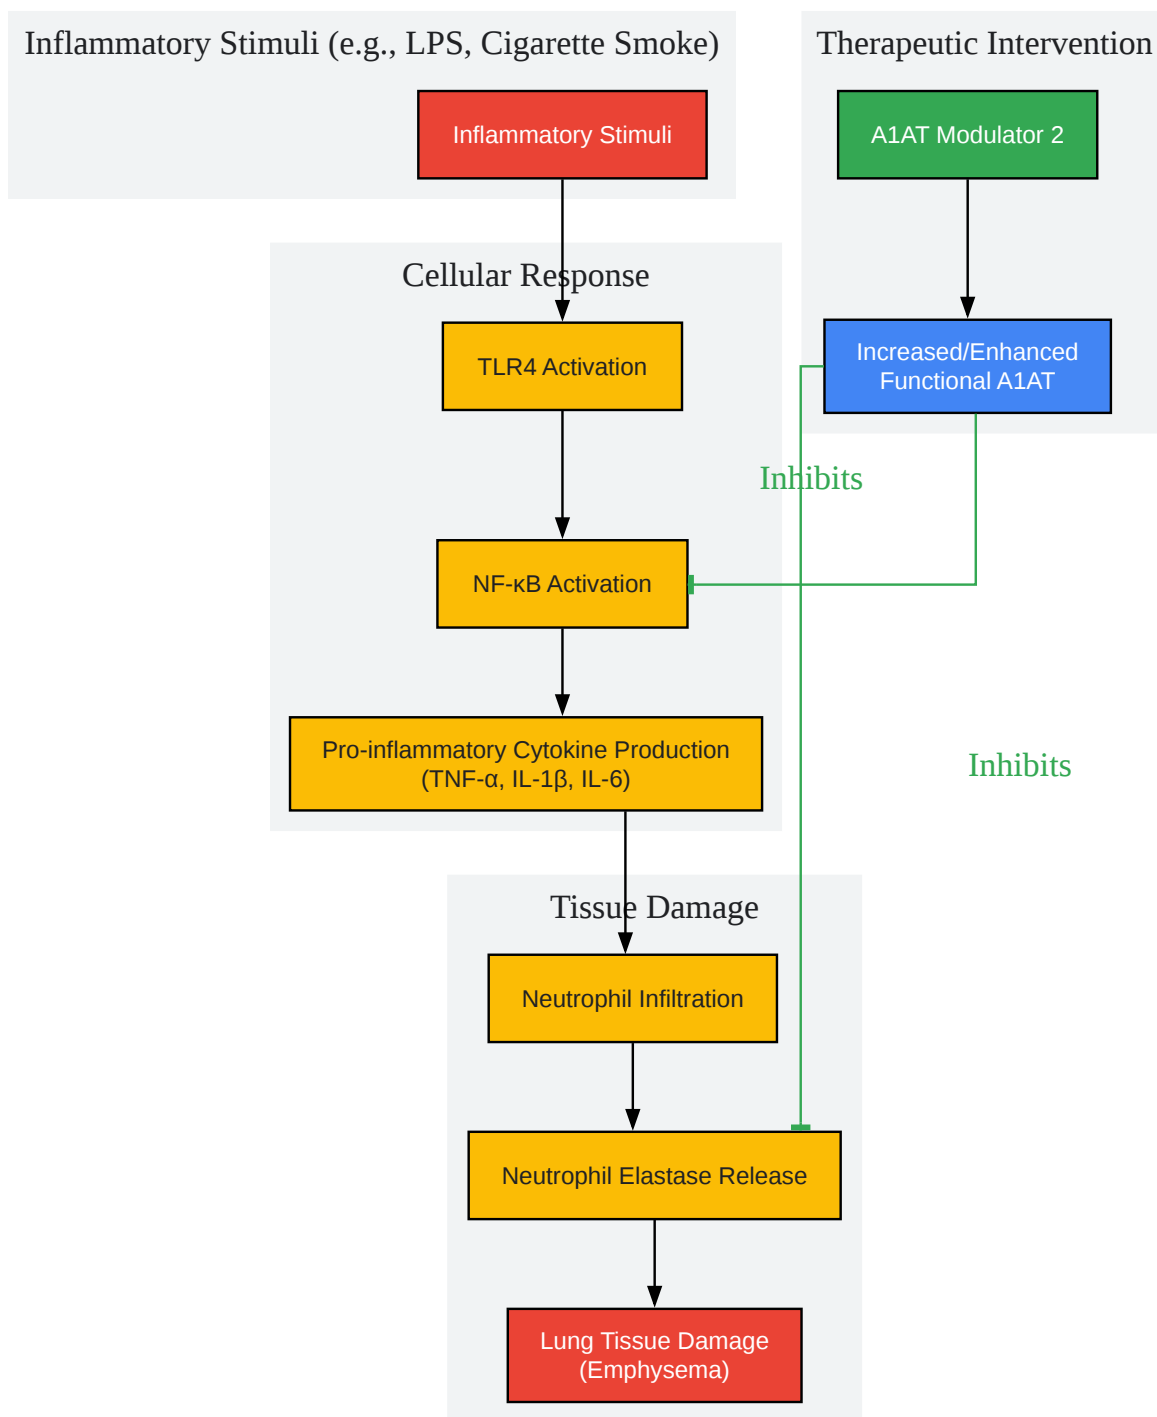 Inflammatory Stimuli (e.g., LPS, Cigarette Smoke)
Therapeutic Intervention
Inflammatory Stimuli
A1AT Modulator 2
Cellular Response
TLR4 Activation
Increased/Enhanced
Functional A1AT
Inhibits
NF-κB Activation
Pro-inflammatory Cytokine Production
(TNF-α, IL-1β, IL-6)
Inhibits
Tissue Damage
Neutrophil Infiltration
Neutrophil Elastase Release
Lung Tissue Damage
(Emphysema)